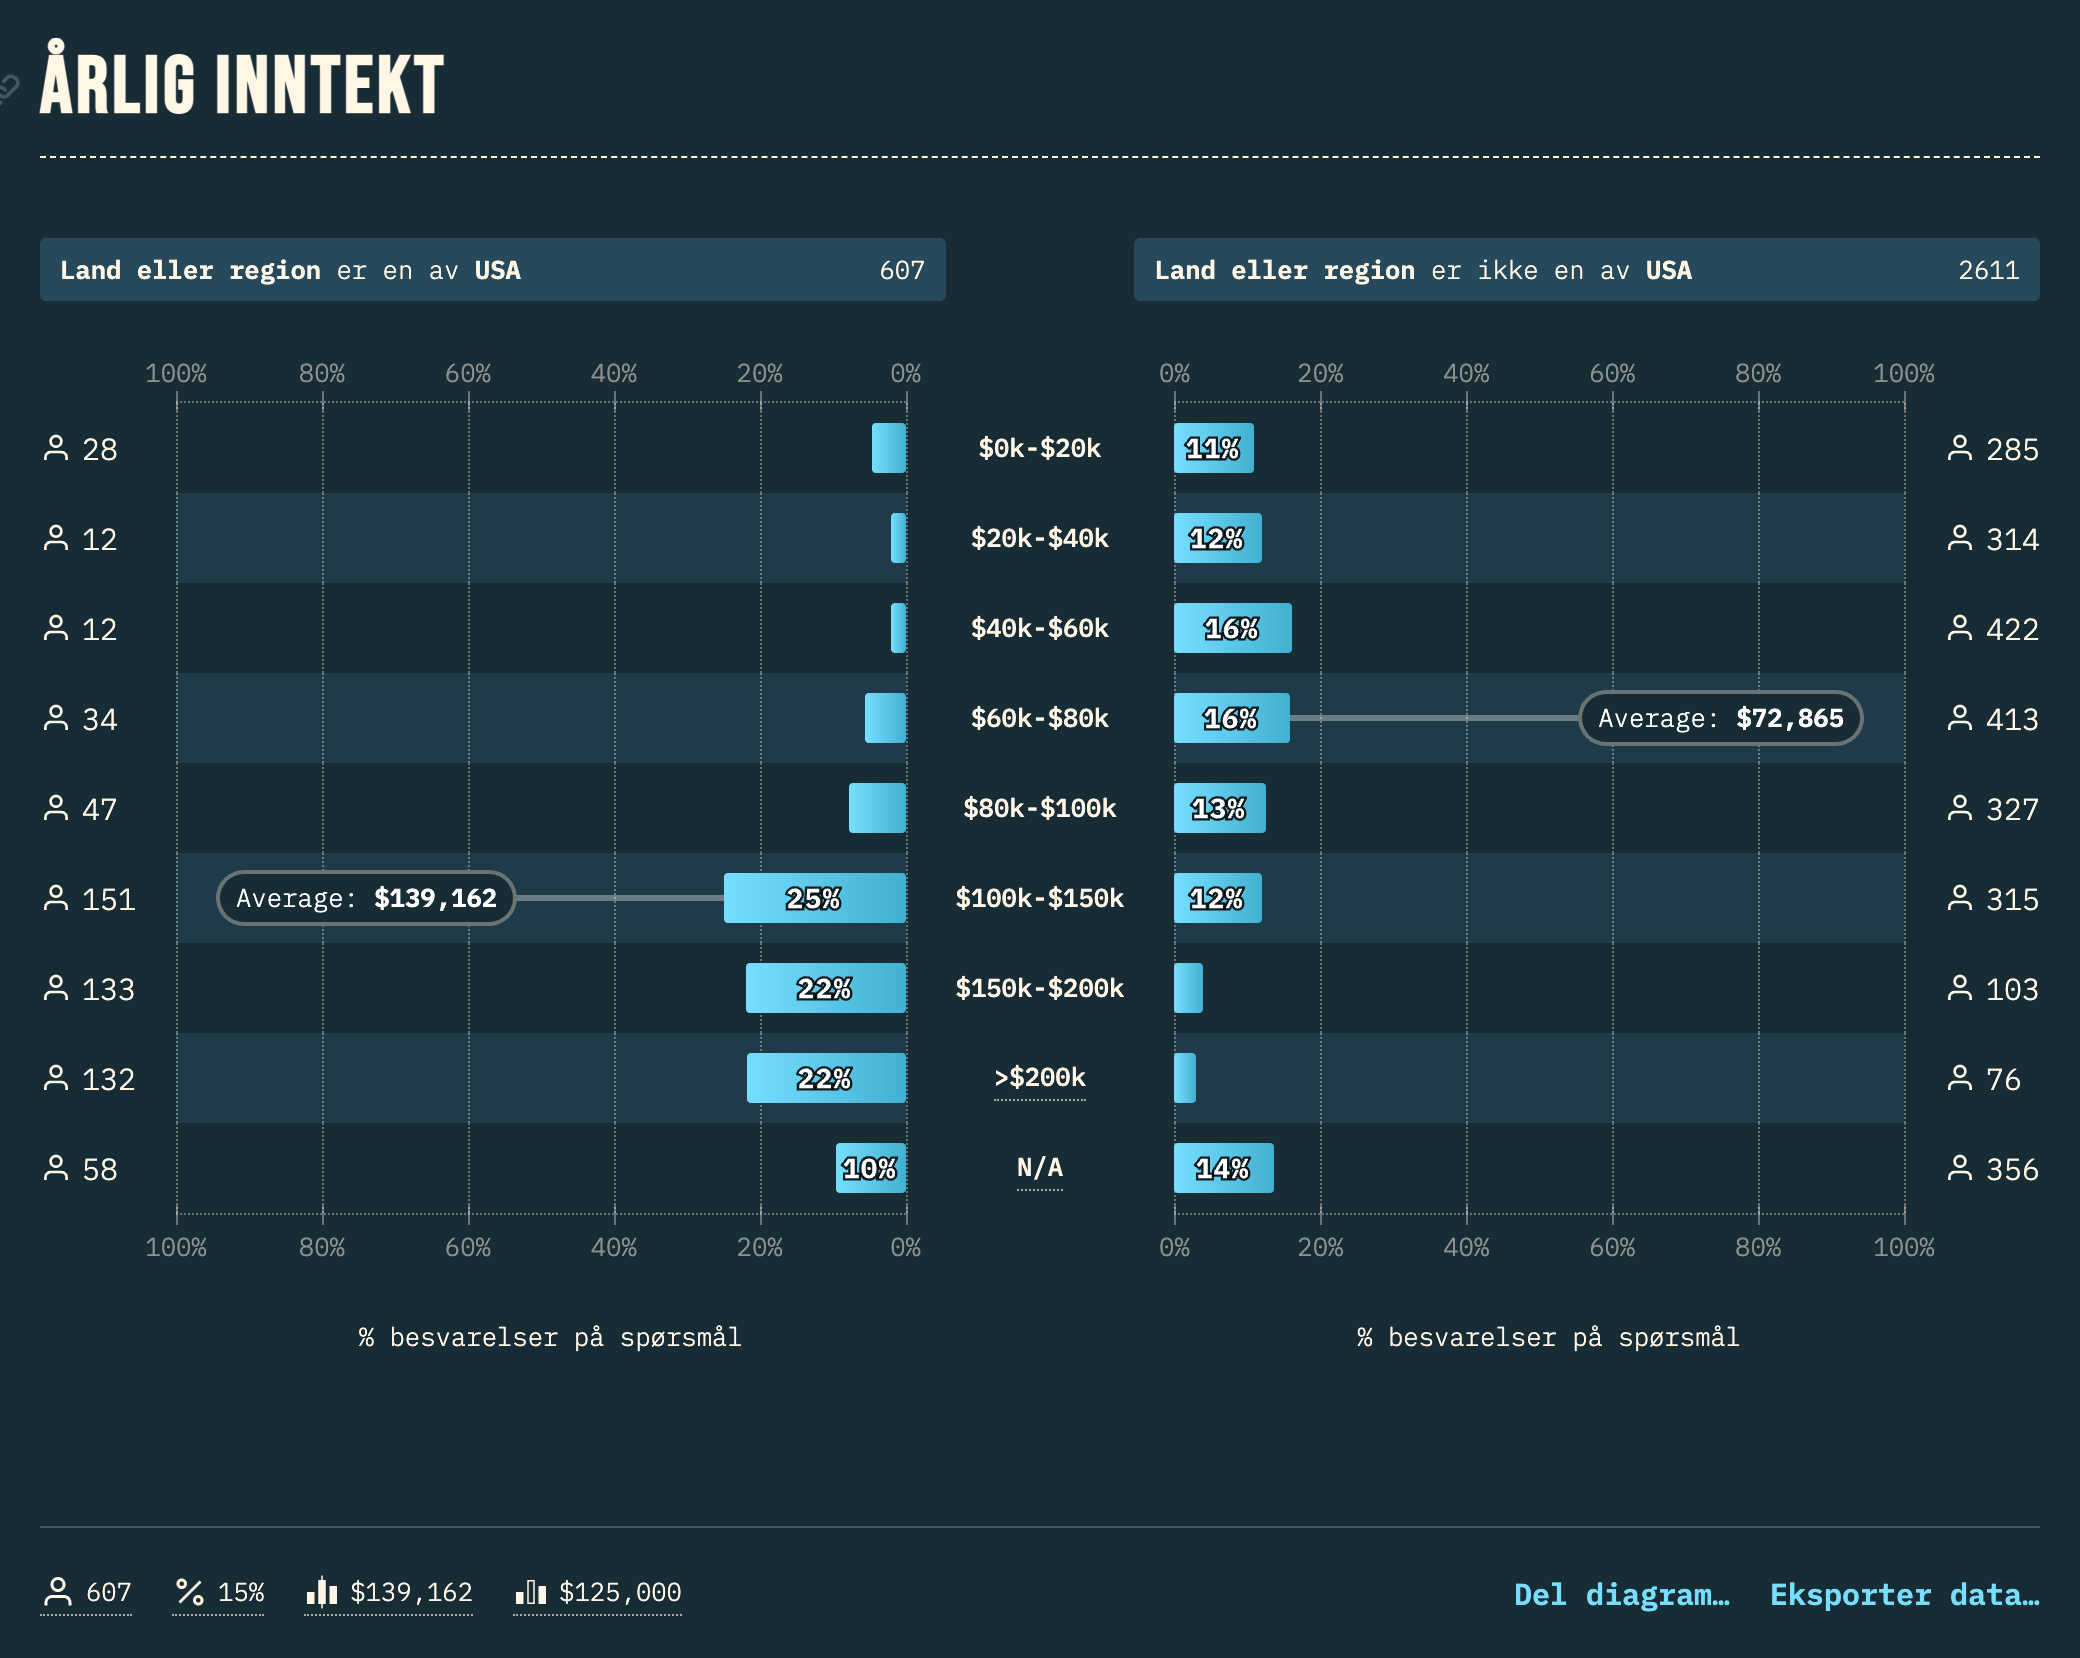 ÅRLIG INNTEKT
Land eller region er en av USA 607
Land eller region er ikke en av USA 2611
100% 80% 60% 40% 20% 0%
0% 20% 40% 60% 80% 100%
28 $0k-$20k 11% 285
12 $20k-$40k 12% 314
12 $40k-$60k 16% 422
34 $60k-$80k 16% Average: $72,865 413
47 $80k-$100k 13% 327
151 Average: $139,162 25% $100k-$150k 12% 315
133 22% $150k-$200k 103
132 22% >$200k 76
58 10% N/A 14% 356
100% 80% 60% 40% 20% 0%
0% 20% 40% 60% 80% 100%
% besvarelser på spørsmål
% besvarelser på spørsmål
607 15% $139,162 $125,000
Del diagram… Eksporter data…